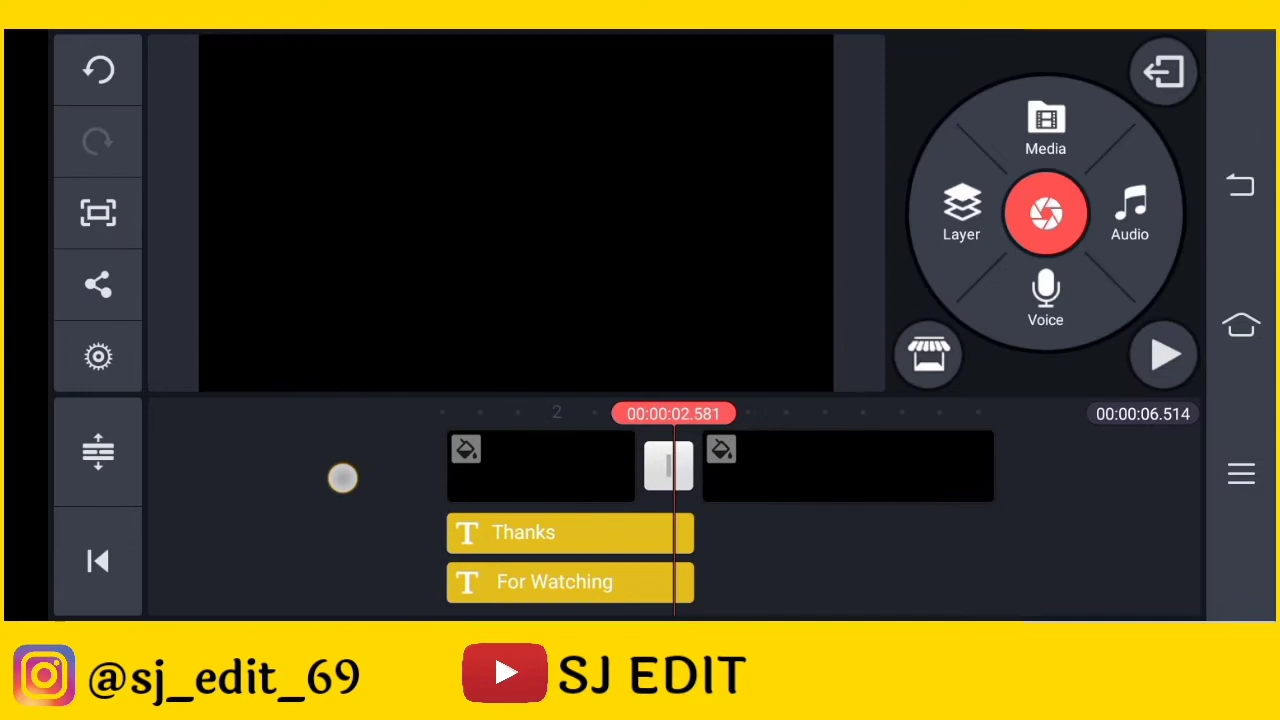 Media
Layer
Audio
Voice
2
00:00:02.581
00:00:06.514
T Thanks
T For Watching
@sj_edit_69
SJ EDIT